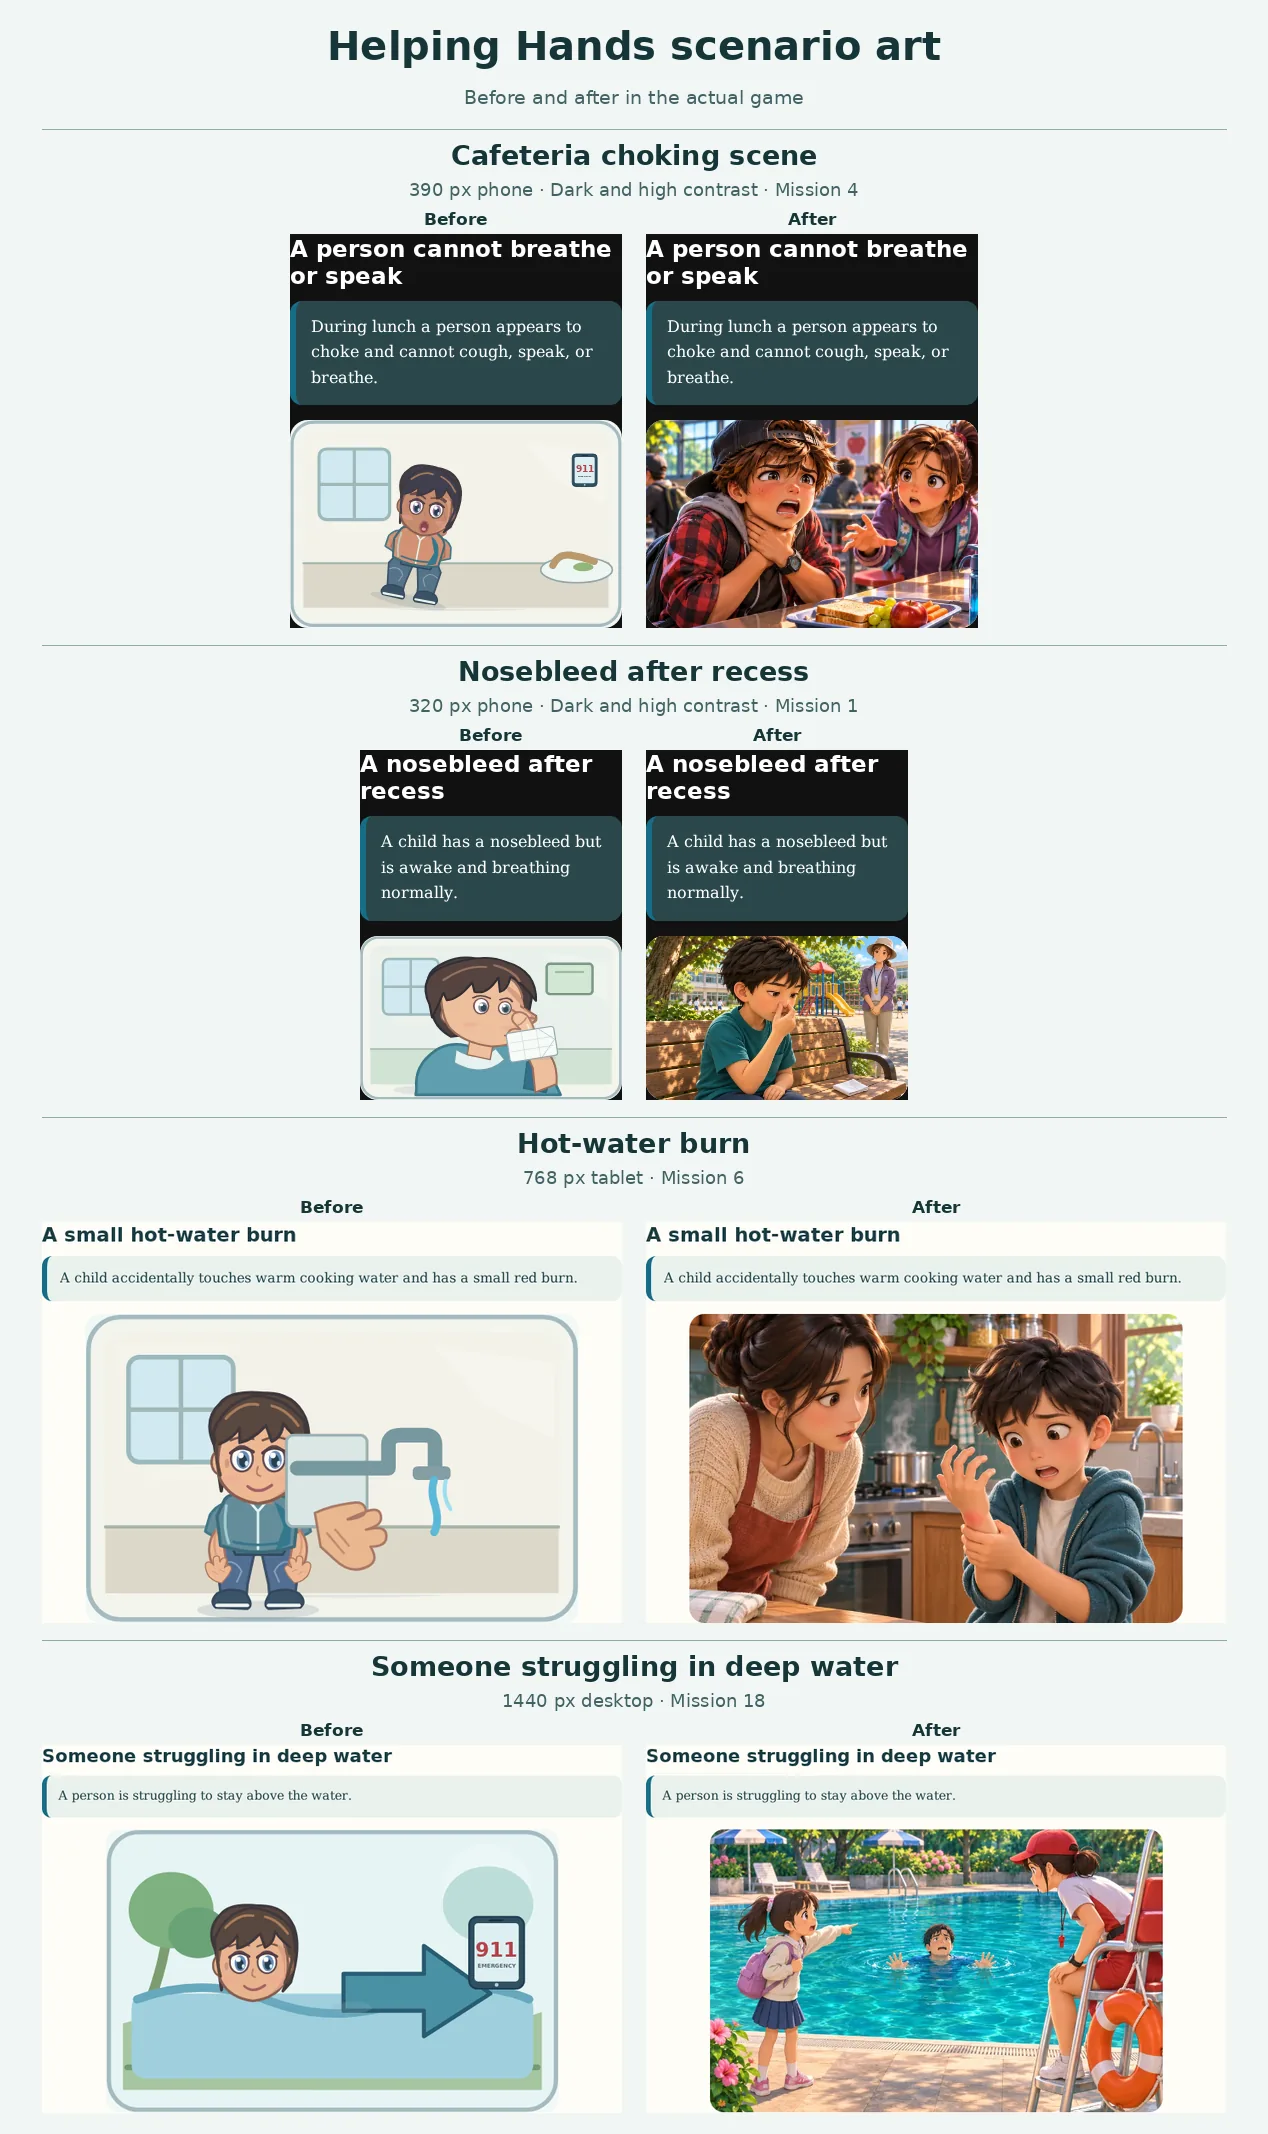 Helping Hands scenario art
Before and after in the actual game
Cafeteria choking scene
390 px phone · Dark and high contrast · Mission 4
Before
After
A person cannot breathe
or speak
During lunch a person appears to
choke and cannot cough, speak, or
breathe.
911
A person cannot breathe
or speak
During lunch a person appears to
choke and cannot cough, speak, or
breathe.
Nosebleed after recess
320 px phone · Dark and high contrast · Mission 1
Before
After
A nosebleed after
recess
A child has a nosebleed but
is awake and breathing
normally.
A nosebleed after
recess
A child has a nosebleed but
is awake and breathing
normally.
Hot-water burn
768 px tablet · Mission 6
Before
After
A small hot-water burn
A child accidentally touches warm cooking water and has a small red burn.
A small hot-water burn
A child accidentally touches warm cooking water and has a small red burn.
Someone struggling in deep water
1440 px desktop · Mission 18
Before
After
Someone struggling in deep water
A person is struggling to stay above the water.
911
EMERGENCY
Someone struggling in deep water
A person is struggling to stay above the water.